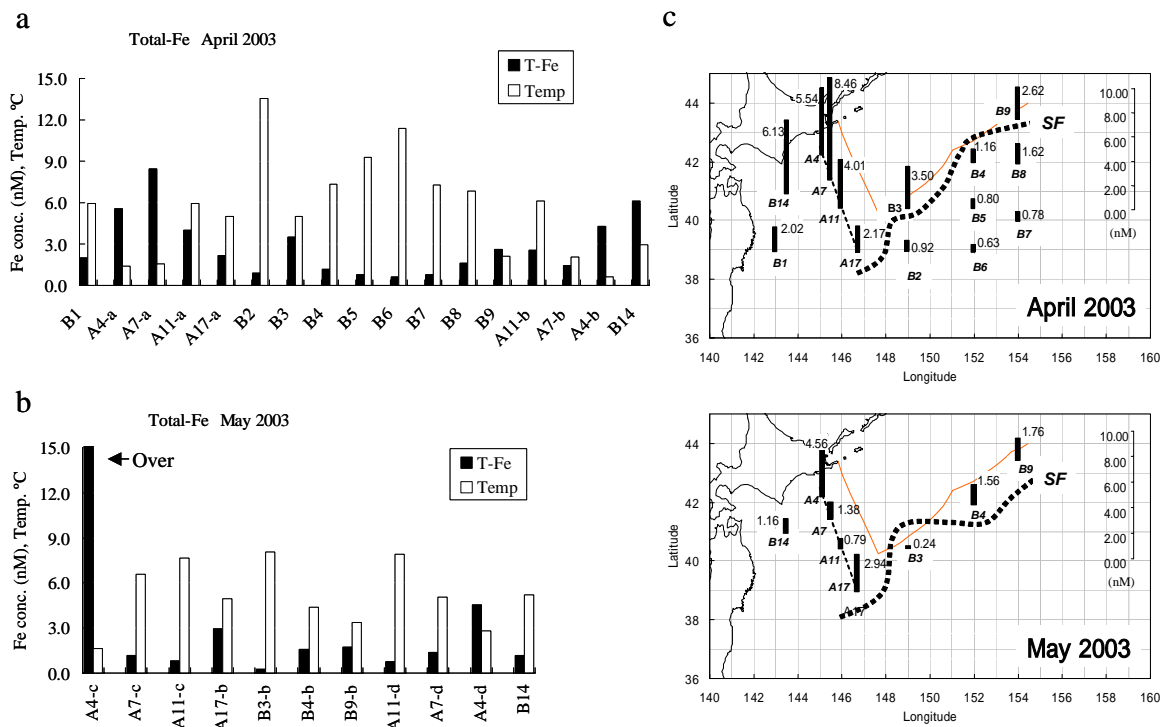 a
Total-Fe April 2003
T-Fe
Temp
Fe conc. (nM), Temp. ºC
15.0
12.0
9.0
6.0
3.0
0.0
B1
A4-a
A7-a
A11-a
A17-a
B2
B3
B4
B5
B6
B7
B8
B9
A11-b
A7-b
A4-b
B14
b
Total-Fe May 2003
Over
T-Fe
Temp
Fe conc. (nM), Temp. ºC
15.0
12.0
9.0
6.0
3.0
0.0
A4-c
A7-c
A11-c
A17-b
B3-b
B4-b
B9-b
A11-d
A7-d
A4-d
B14
c
Latitude
44
42
40
38
36
8.46
5.54
6.13
4.01
3.50
2.17
2.02
0.92
2.62
1.16
1.62
0.80
0.78
0.63
A4
A7
A11
A17
B14
B1
B3
B2
B9
B4
B8
B5
B7
B6
SF
10.00
8.00
6.00
4.00
2.00
0.00
(nM)
April 2003
140 142 144 146 148 150 152 154 156 158 160
Longitude
Latitude
44
42
40
38
36
4.56
1.38
1.16
0.79
2.94
0.24
1.56
1.76
A4
A7
B14
A11
A17
A17
B3
B4
B9
SF
10.00
8.00
6.00
4.00
2.00
0.00
(nM)
May 2003
140 142 144 146 148 150 152 154 156 158 160
Longitude